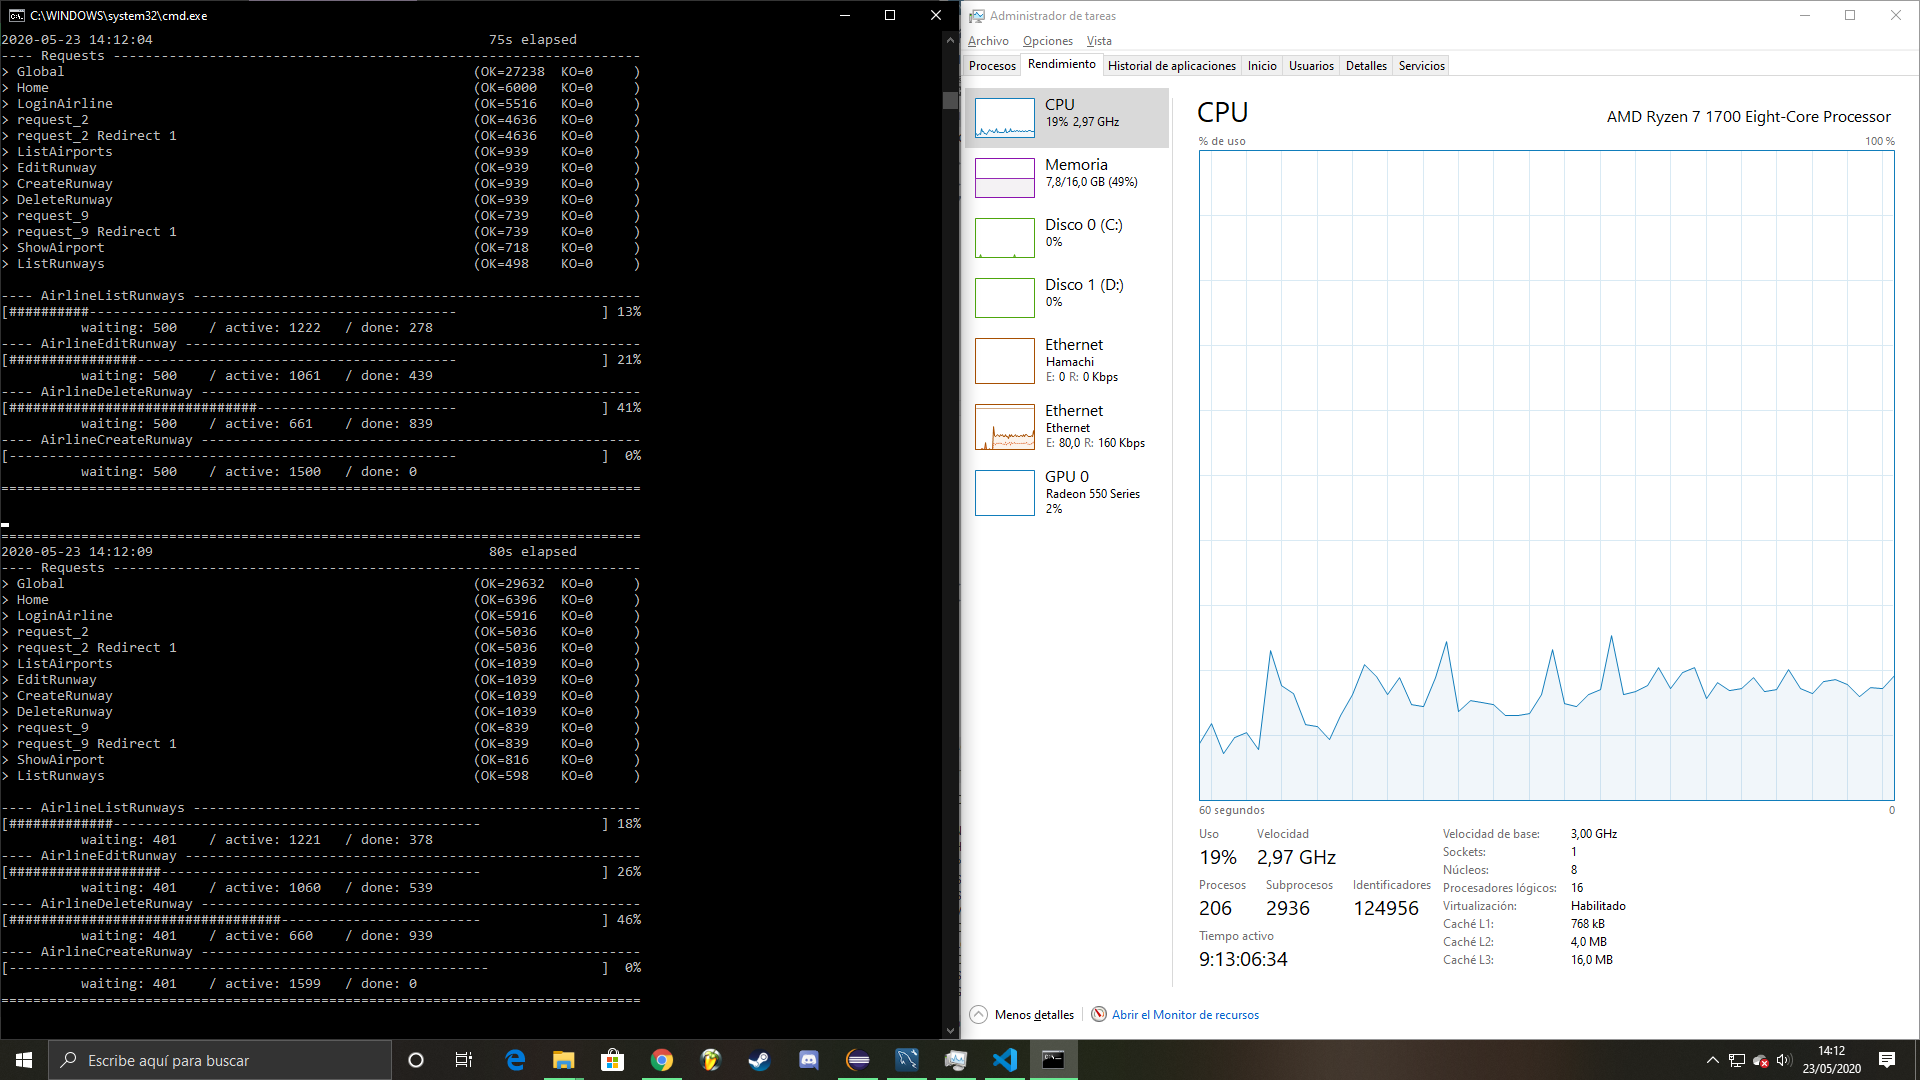 C:\WINDOWS\system32\cmd.exe
2020-05-23 14:12:04 75s elapsed
---- Requests ------------------------------------------------------------------
> Global (OK=27238 KO=0 )
> Home (OK=6000 KO=0 )
> LoginAirline (OK=5516 KO=0 )
> request_2 (OK=4636 KO=0 )
> request_2 Redirect 1 (OK=4636 KO=0 )
> ListAirports (OK=939 KO=0 )
> EditRunway (OK=939 KO=0 )
> CreateRunway (OK=939 KO=0 )
> DeleteRunway (OK=939 KO=0 )
> request_9 (OK=739 KO=0 )
> request_9 Redirect 1 (OK=739 KO=0 )
> ShowAirport (OK=718 KO=0 )
> ListRunways (OK=498 KO=0 )
---- AirlineListRunways --------------------------------------------------------
[##########---------------------------------------------- ] 13%
waiting: 500 / active: 1222 / done: 278
---- AirlineEditRunway ---------------------------------------------------------
[################---------------------------------------- ] 21%
waiting: 500 / active: 1061 / done: 439
---- AirlineDeleteRunway -------------------------------------------------------
[###############################------------------------- ] 41%
waiting: 500 / active: 661 / done: 839
---- AirlineCreateRunway -------------------------------------------------------
[-------------------------------------------------------- ] 0%
waiting: 500 / active: 1500 / done: 0
================================================================================
================================================================================
2020-05-23 14:12:09 80s elapsed
---- Requests ------------------------------------------------------------------
> Global (OK=29632 KO=0 )
> Home (OK=6396 KO=0 )
> LoginAirline (OK=5916 KO=0 )
> request_2 (OK=5036 KO=0 )
> request_2 Redirect 1 (OK=5036 KO=0 )
> ListAirports (OK=1039 KO=0 )
> EditRunway (OK=1039 KO=0 )
> CreateRunway (OK=1039 KO=0 )
> DeleteRunway (OK=1039 KO=0 )
> request_9 (OK=839 KO=0 )
> request_9 Redirect 1 (OK=839 KO=0 )
> ShowAirport (OK=816 KO=0 )
> ListRunways (OK=598 KO=0 )
---- AirlineListRunways --------------------------------------------------------
[#############---------------------------------------------- ] 18%
waiting: 401 / active: 1221 / done: 378
---- AirlineEditRunway ---------------------------------------------------------
[###################---------------------------------------- ] 26%
waiting: 401 / active: 1060 / done: 539
---- AirlineDeleteRunway -------------------------------------------------------
[##################################------------------------- ] 46%
waiting: 401 / active: 660 / done: 939
---- AirlineCreateRunway -------------------------------------------------------
[------------------------------------------------------------ ] 0%
waiting: 401 / active: 1599 / done: 0
================================================================================
Administrador de tareas
Archivo Opciones Vista
Procesos Rendimiento Historial de aplicaciones Inicio Usuarios Detalles Servicios
CPU
19% 2,97 GHz
Memoria
7,8/16,0 GB (49%)
Disco 0 (C:)
0%
Disco 1 (D:)
0%
Ethernet
Hamachi
E: 0 R: 0 Kbps
Ethernet
Ethernet
E: 80,0 R: 160 Kbps
GPU 0
Radeon 550 Series
2%
CPU AMD Ryzen 7 1700 Eight-Core Processor
% de uso 100 %
60 segundos 0
Uso Velocidad
19% 2,97 GHz
Procesos Subprocesos Identificadores
206 2936 124956
Tiempo activo
9:13:06:34
Velocidad de base: 3,00 GHz
Sockets: 1
Núcleos: 8
Procesadores lógicos: 16
Virtualización: Habilitado
Caché L1: 768 kB
Caché L2: 4,0 MB
Caché L3: 16,0 MB
Menos detalles Abrir el Monitor de recursos
Escribe aquí para buscar
14:12
23/05/2020